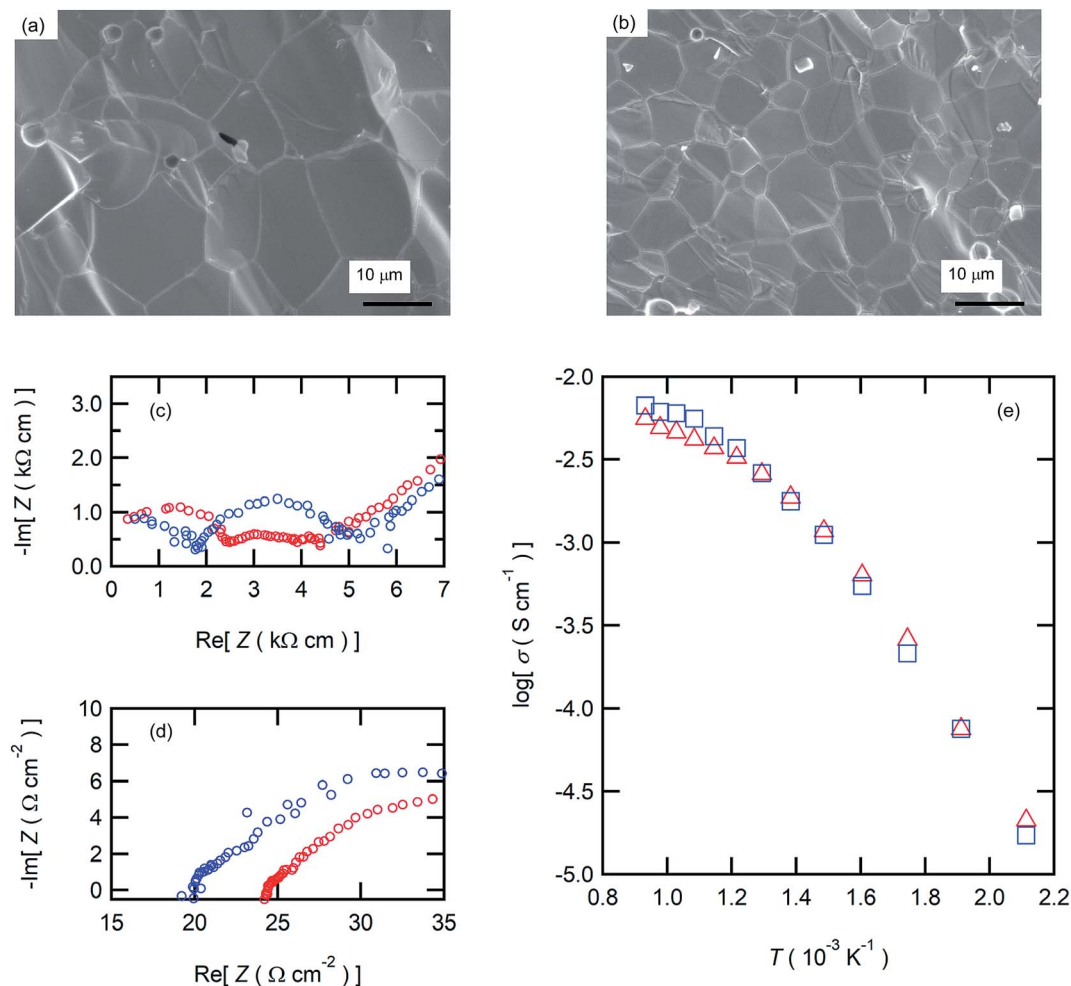 (a)
10 μm
(b)
10 μm
3.0
2.0
1.0
0.0
-Im[ Z ( kΩ cm) ]
(c)
0 1 2 3 4 5 6 7
Re[ Z ( kΩ cm) ]
10
8
6
4
2
0
-Im[ Z ( Ω cm-2) ]
(d)
15 20 25 30 35
Re[ Z ( Ω cm-2) ]
-2.0
-2.5
-3.0
-3.5
-4.0
-4.5
-5.0
log[ σ ( S cm-1) ]
(e)
0.8 1.0 1.2 1.4 1.6 1.8 2.0 2.2
T ( 10-3 K-1)